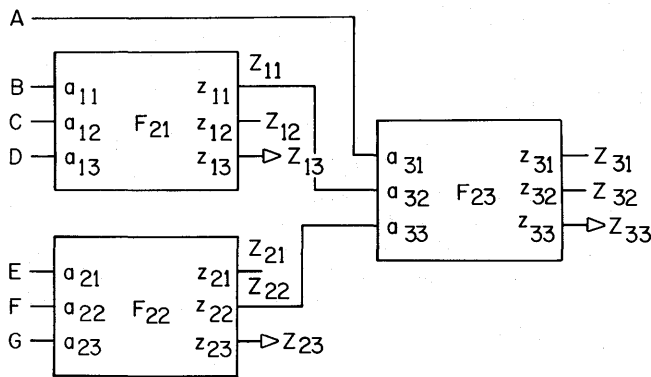 A
Z11
B a11 z11
C a12 F21 z12 Z12
D a13 z13 Z13
a31 z31 Z31
a32 F23 z32 Z32
a33 z33 Z33
Z21
E a21 z21
Z22
F a22 F22 z22
G a23 z23 Z23